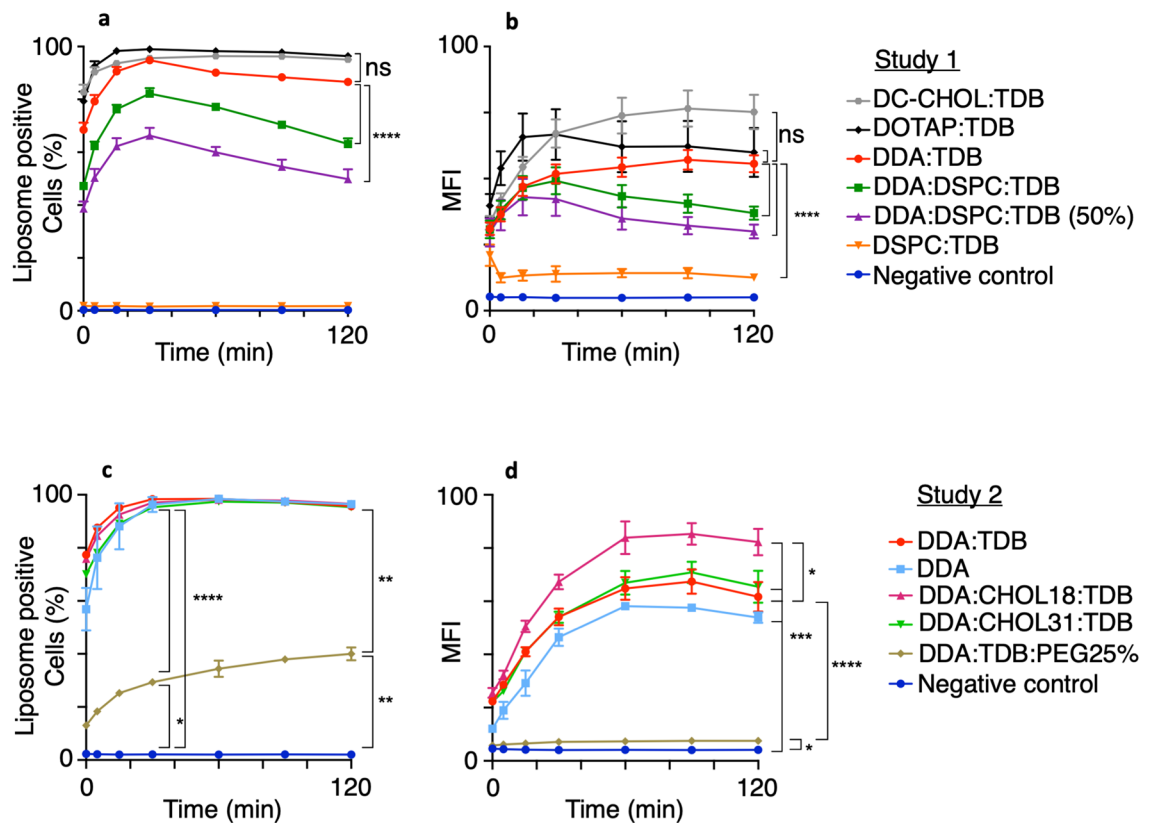 a
100
Liposome positive
Cells (%)
0
0
120
Time (min)
ns
****
b
100
MFI
0
0
120
Time (min)
ns
****
Study 1
DC-CHOL:TDB
DOTAP:TDB
DDA:TDB
DDA:DSPC:TDB
DDA:DSPC:TDB (50%)
DSPC:TDB
Negative control
c
100
Liposome positive
Cells (%)
0
0
120
Time (min)
****
*
**
**
d
100
MFI
0
0
120
Time (min)
*
***
****
*
Study 2
DDA:TDB
DDA
DDA:CHOL18:TDB
DDA:CHOL31:TDB
DDA:TDB:PEG25%
Negative control